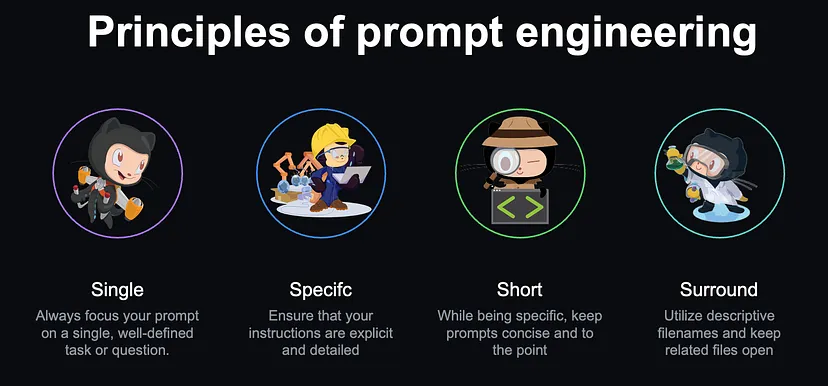 Principles of prompt engineering
Single
Always focus your prompt
on a single, well-defined
task or question.
Specifc
Ensure that your
instructions are explicit
and detailed
Short
While being specific, keep
prompts concise and to
the point
Surround
Utilize descriptive
filenames and keep
related files open